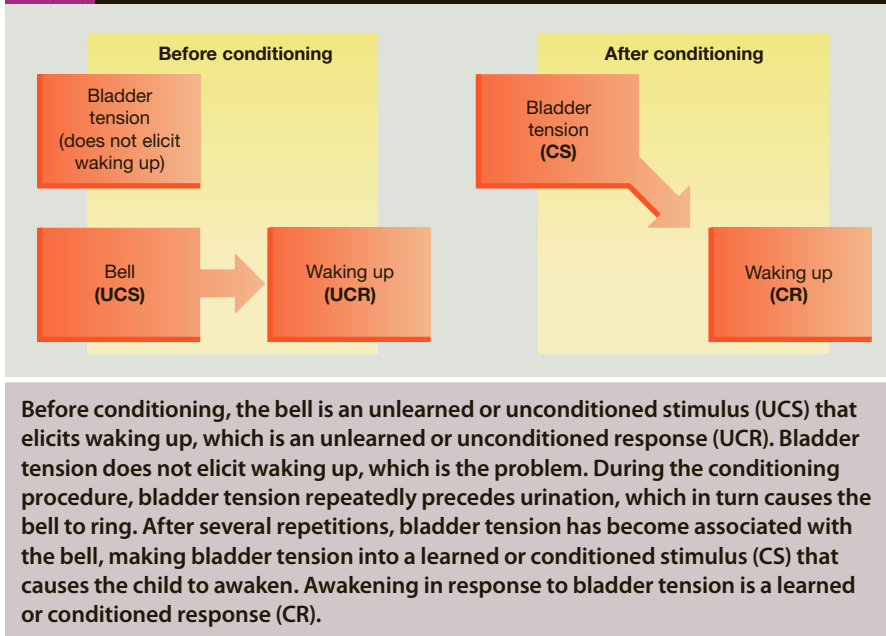 Before conditioning
After conditioning
Bladder
tension
(does not elicit
waking up)
Bell
(UCS)
Waking up
(UCR)
Bladder
tension
(CS)
Waking up
(CR)
Before conditioning, the bell is an unlearned or unconditioned stimulus (UCS) that
elicits waking up, which is an unlearned or unconditioned response (UCR). Bladder
tension does not elicit waking up, which is the problem. During the conditioning
procedure, bladder tension repeatedly precedes urination, which in turn causes the
bell to ring. After several repetitions, bladder tension has become associated with
the bell, making bladder tension into a learned or conditioned stimulus (CS) that
causes the child to awaken. Awakening in response to bladder tension is a learned
or conditioned response (CR).